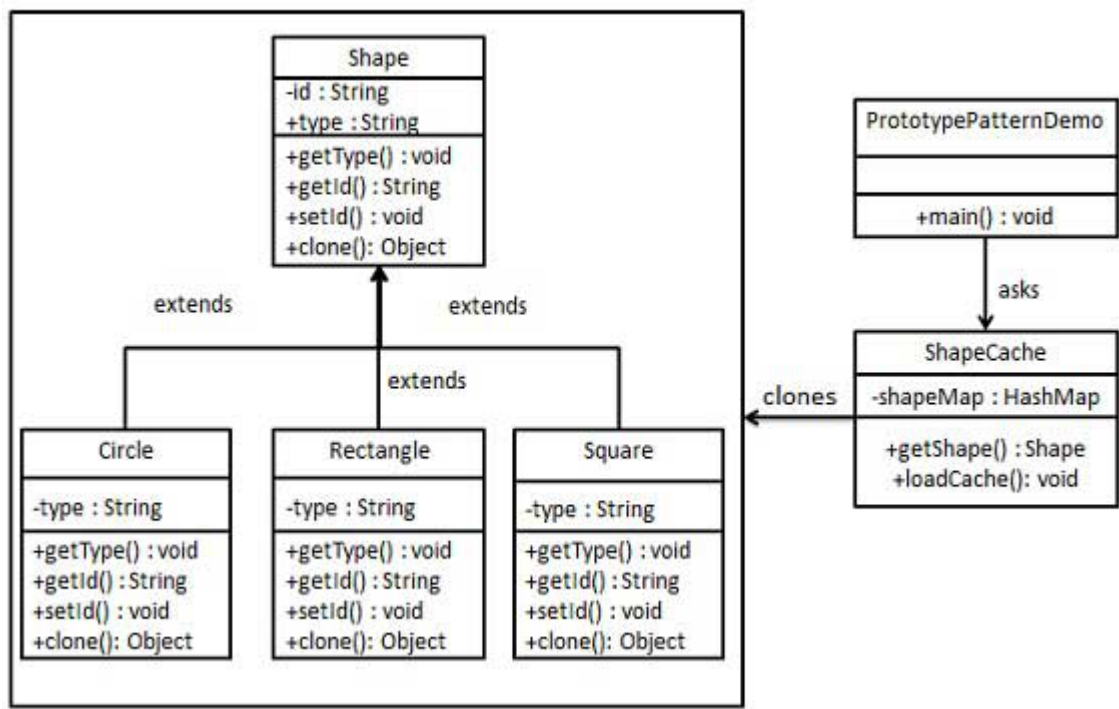 Shape
-id : String
+type : String
+getType() : void
+getId() : String
+setId() : void
+clone(): Object
extends
extends
extends
Circle
-type : String
+getType() : void
+getId() : String
+setId() : void
+clone(): Object
Rectangle
-type : String
+getType() : void
+getId() : String
+setId() : void
+clone(): Object
Square
-type : String
+getType() : void
+getId() : String
+setId() : void
+clone(): Object
PrototypePatternDemo
+main() : void
asks
ShapeCache
-shapeMap : HashMap
+getShape() : Shape
+loadCache(): void
clones